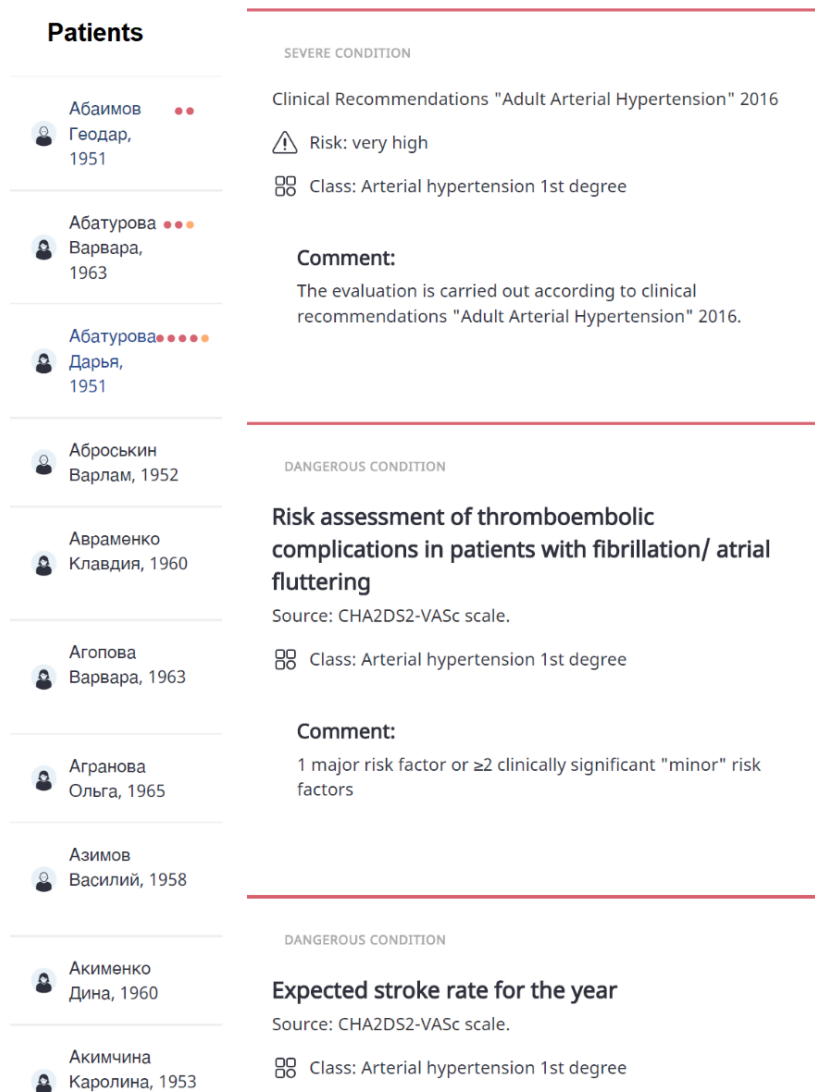 Patients
Абаимов
Геодар,
1951
Абатурова
Варвара,
1963
Абатурова
Дарья,
1951
Аброськин
Варлам, 1952
Авраменко
Клавдия, 1960
Агопова
Варвара, 1963
Агранова
Ольга, 1965
Азимов
Василий, 1958
Акименко
Дина, 1960
Акимчина
Каролина, 1953
SEVERE CONDITION
Clinical Recommendations "Adult Arterial Hypertension" 2016
Risk: very high
Class: Arterial hypertension 1st degree
Comment:
The evaluation is carried out according to clinical
recommendations "Adult Arterial Hypertension" 2016.
DANGEROUS CONDITION
Risk assessment of thromboembolic
complications in patients with fibrillation/ atrial
fluttering
Source: CHA2DS2-VASc scale.
Class: Arterial hypertension 1st degree
Comment:
1 major risk factor or ≥2 clinically significant "minor" risk
factors
DANGEROUS CONDITION
Expected stroke rate for the year
Source: CHA2DS2-VASc scale.
Class: Arterial hypertension 1st degree